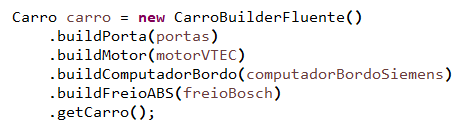 Carro carro = new CarroBuilderFluente()
.buildPorta(portas)
.buildMotor(motorVTEC)
.buildComputadorBordo(computadorBordoSiemens)
.buildFreioABS(freioBosch)
.getCarro();